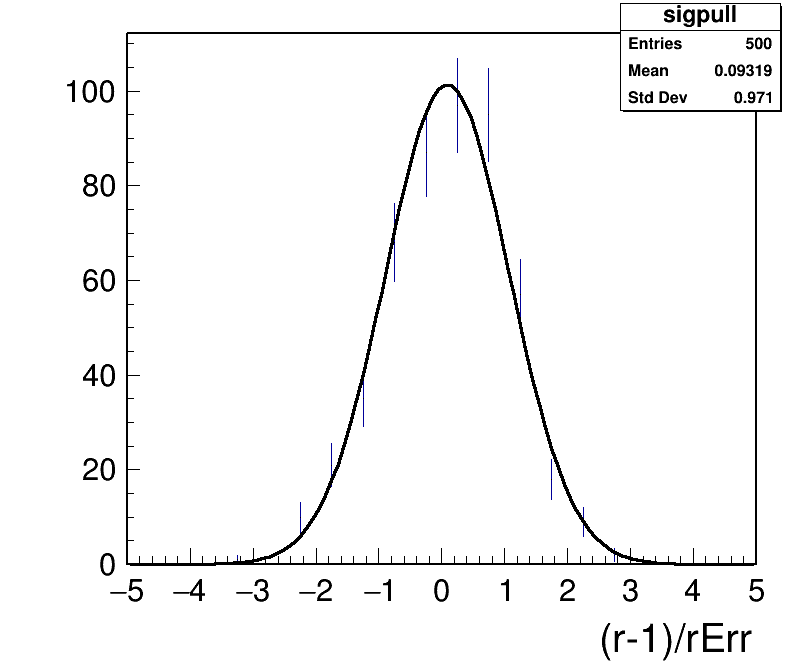 sigpull
Entries 500
Mean 0.09319
Std Dev 0.971
100
80
60
40
20
0
−5 −4 −3 −2 −1 0 1 2 3 4 5
(r-1)/rErr